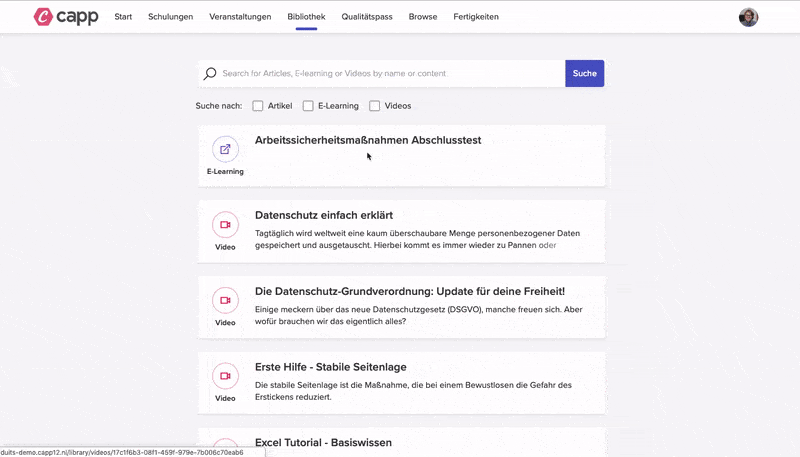 capp
Start Schulungen Veranstaltungen Bibliothek Qualitätspass Browse Fertigkeiten
Search for Articles, E-learning or Videos by name or content
Suche
Suche nach: Artikel E-Learning Videos
Arbeitssicherheitsmaßnahmen Abschlusstest
E-Learning
Datenschutz einfach erklärt
Tagtäglich wird weltweit eine kaum überschaubare Menge personenbezogener Daten
gespeichert und ausgetauscht. Hierbei kommt es immer wieder zu Pannen oder
Video
Die Datenschutz-Grundverordnung: Update für deine Freiheit!
Einige meckern über das neue Datenschutzgesetz (DSGVO), manche freuen sich. Aber
wofür brauchen wir das eigentlich alles?
Video
Erste Hilfe - Stabile Seitenlage
Die stabile Seitenlage ist die Maßnahme, die bei einem Bewustlosen die Gefahr des
Erstickens reduziert.
Video
Excel Tutorial - Basiswissen
duits-demo.capp12.nl/library/videos/17c1f6b3-08f1-459f-979e-7b006c70eab6